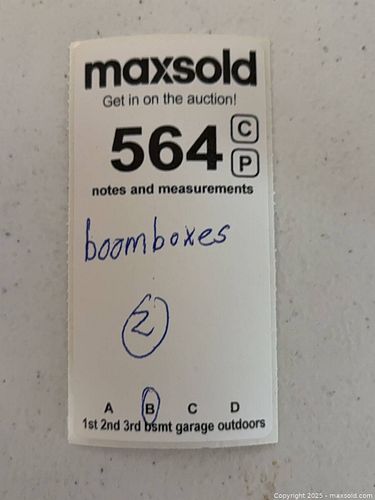 maxsold
Get in on the auction!
564 C
P
notes and measurements
boomboxes
2
A B C D
1st 2nd 3rd bsmt garage outdoors
Copyright 2025 - maxsold.com